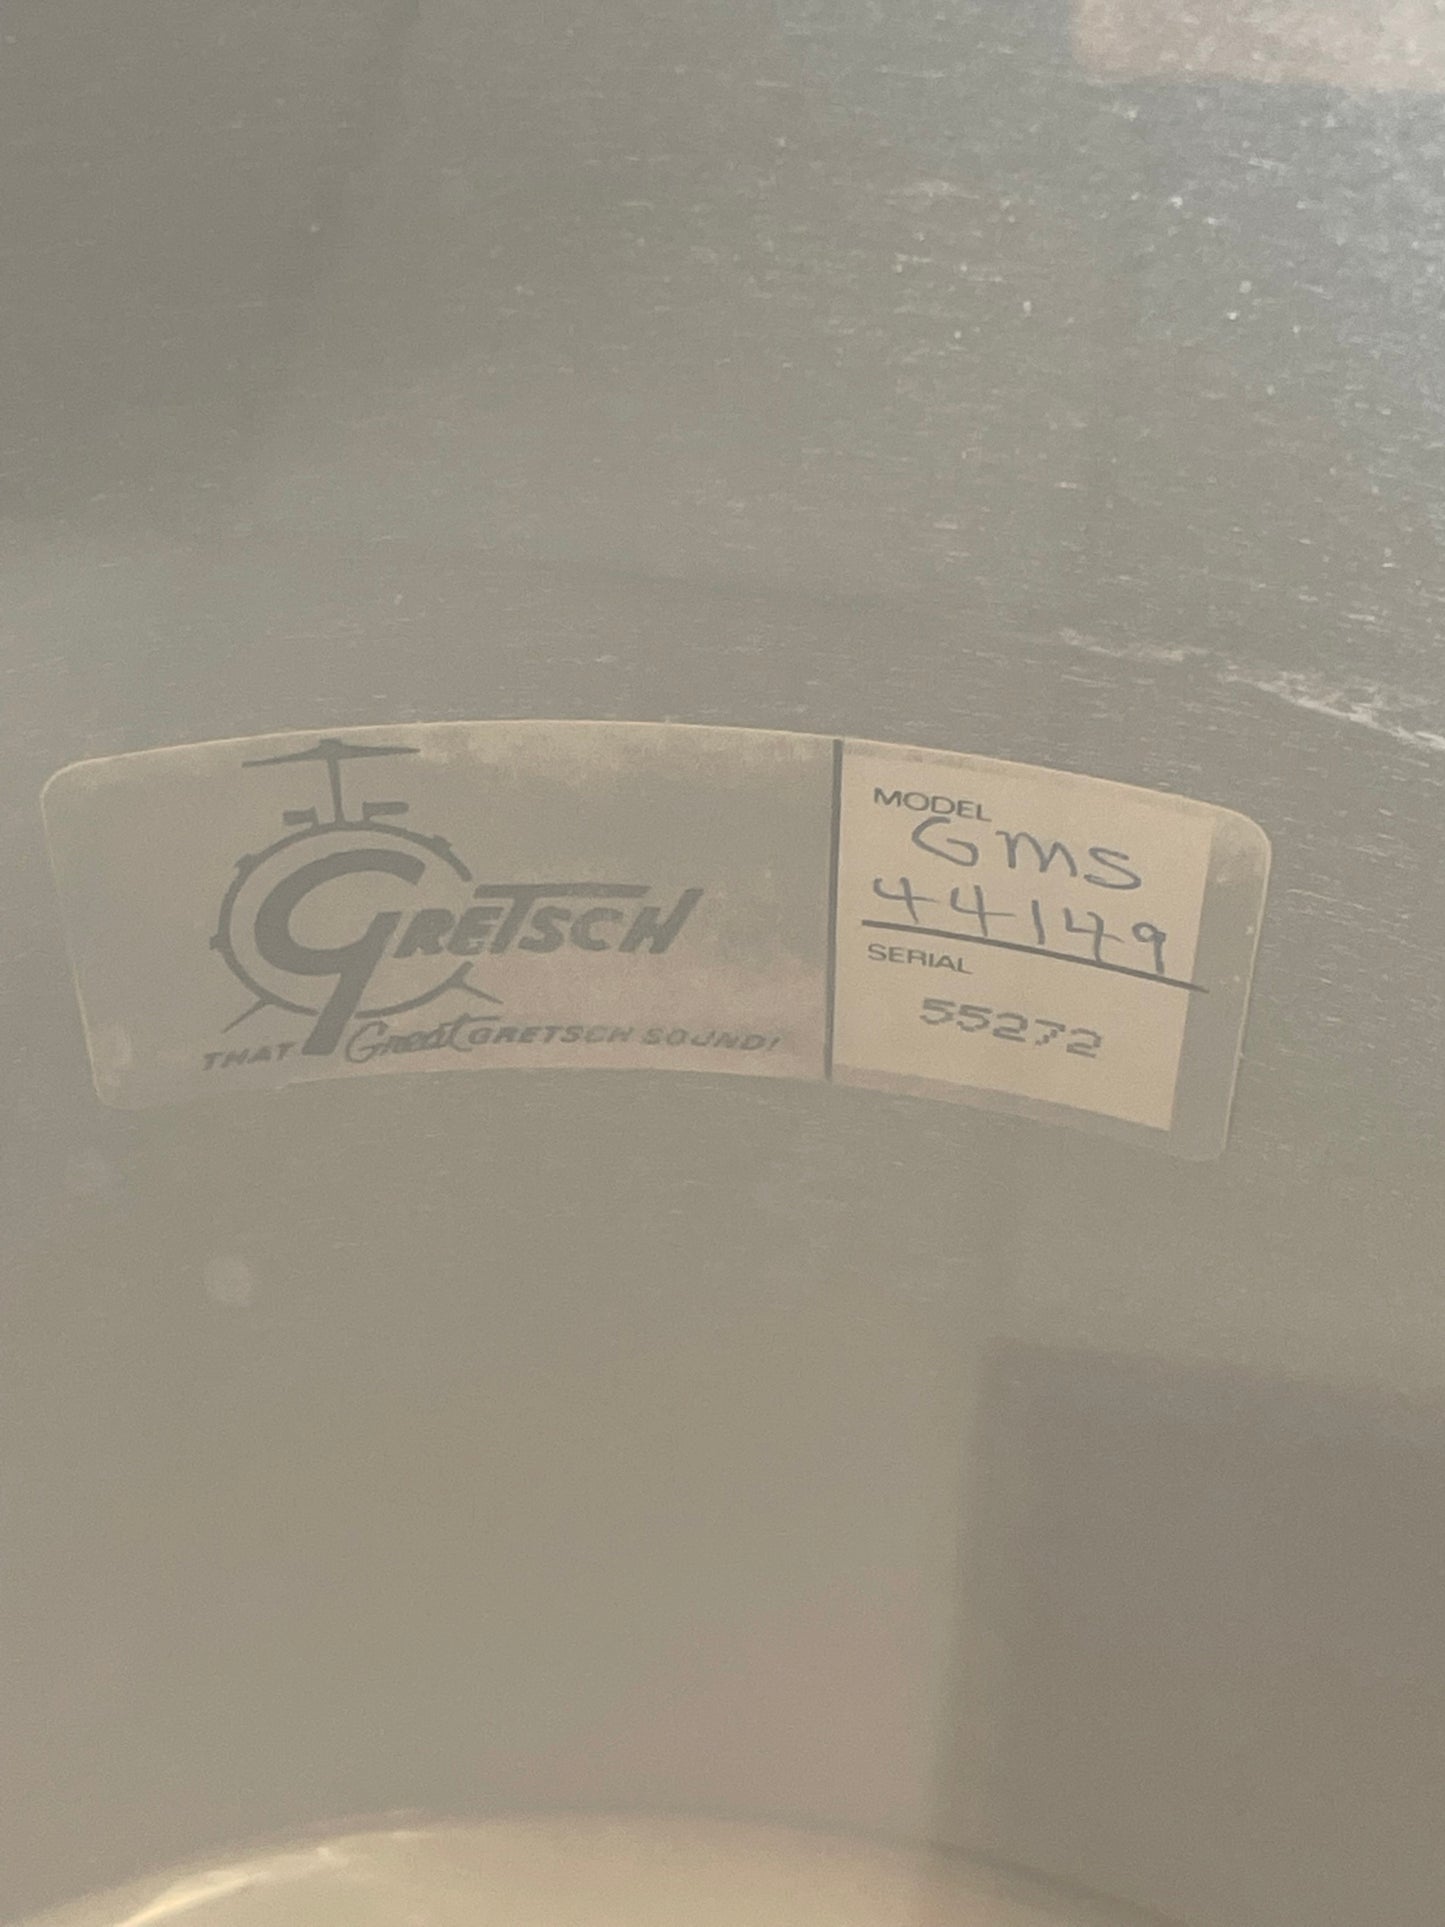 GRETSCH
THAT Great GRETSCH SOUND!
MODEL
GMS
44149
SERIAL
55272